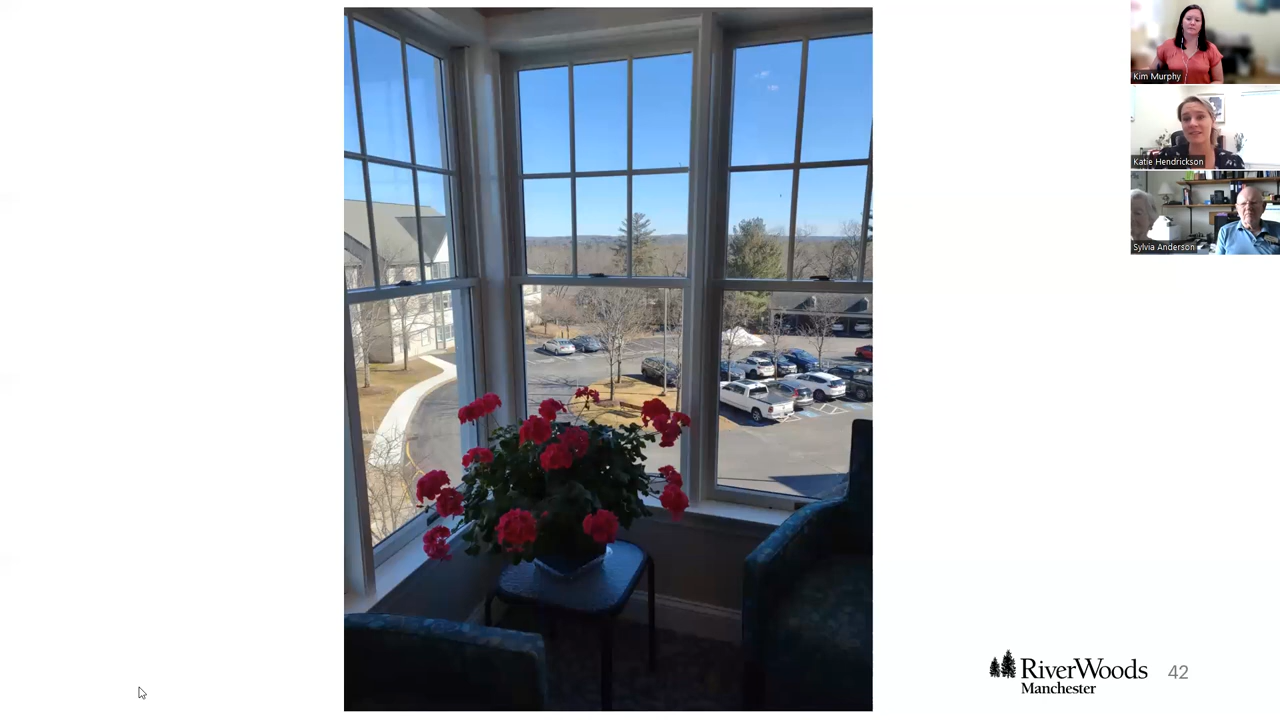 Kim Murphy
Katie Hendrickson
Sylvia Anderson
RiverWoods
Manchester
42